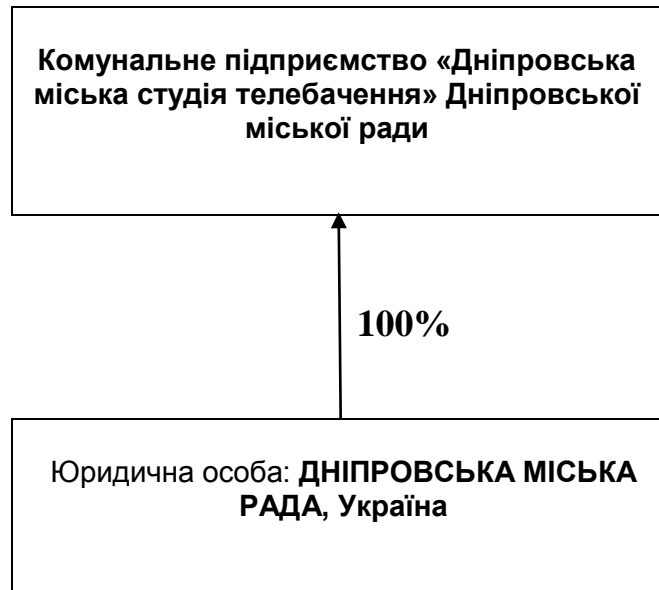 Комунальне підприємство «Дніпровська
міська студія телебачення» Дніпровської
міської ради
100%
Юридична особа: ДНІПРОВСЬКА МІСЬКА
РАДА, Україна